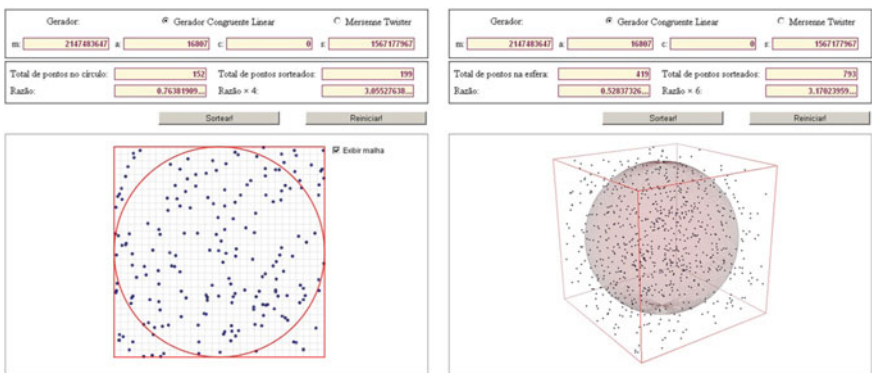 Gerador: Gerador Congruente Linear Mersenne Twister
m: 2147483647 a: 16807 c: 0 s: 1567177967
Total de pontos no círculo: 152 Total de pontos sorteados: 199
Razão: 0.76381909... Razão × 4: 3.05527638...
Sortear! Reiniciar!
Exibir malha
Gerador: Gerador Congruente Linear Mersenne Twister
m: 2147483647 a: 16807 c: 0 s: 1567177967
Total de pontos na esfera: 419 Total de pontos sorteados: 793
Razão: 0.52837326... Razão × 6: 3.17023959...
Sortear! Reiniciar!